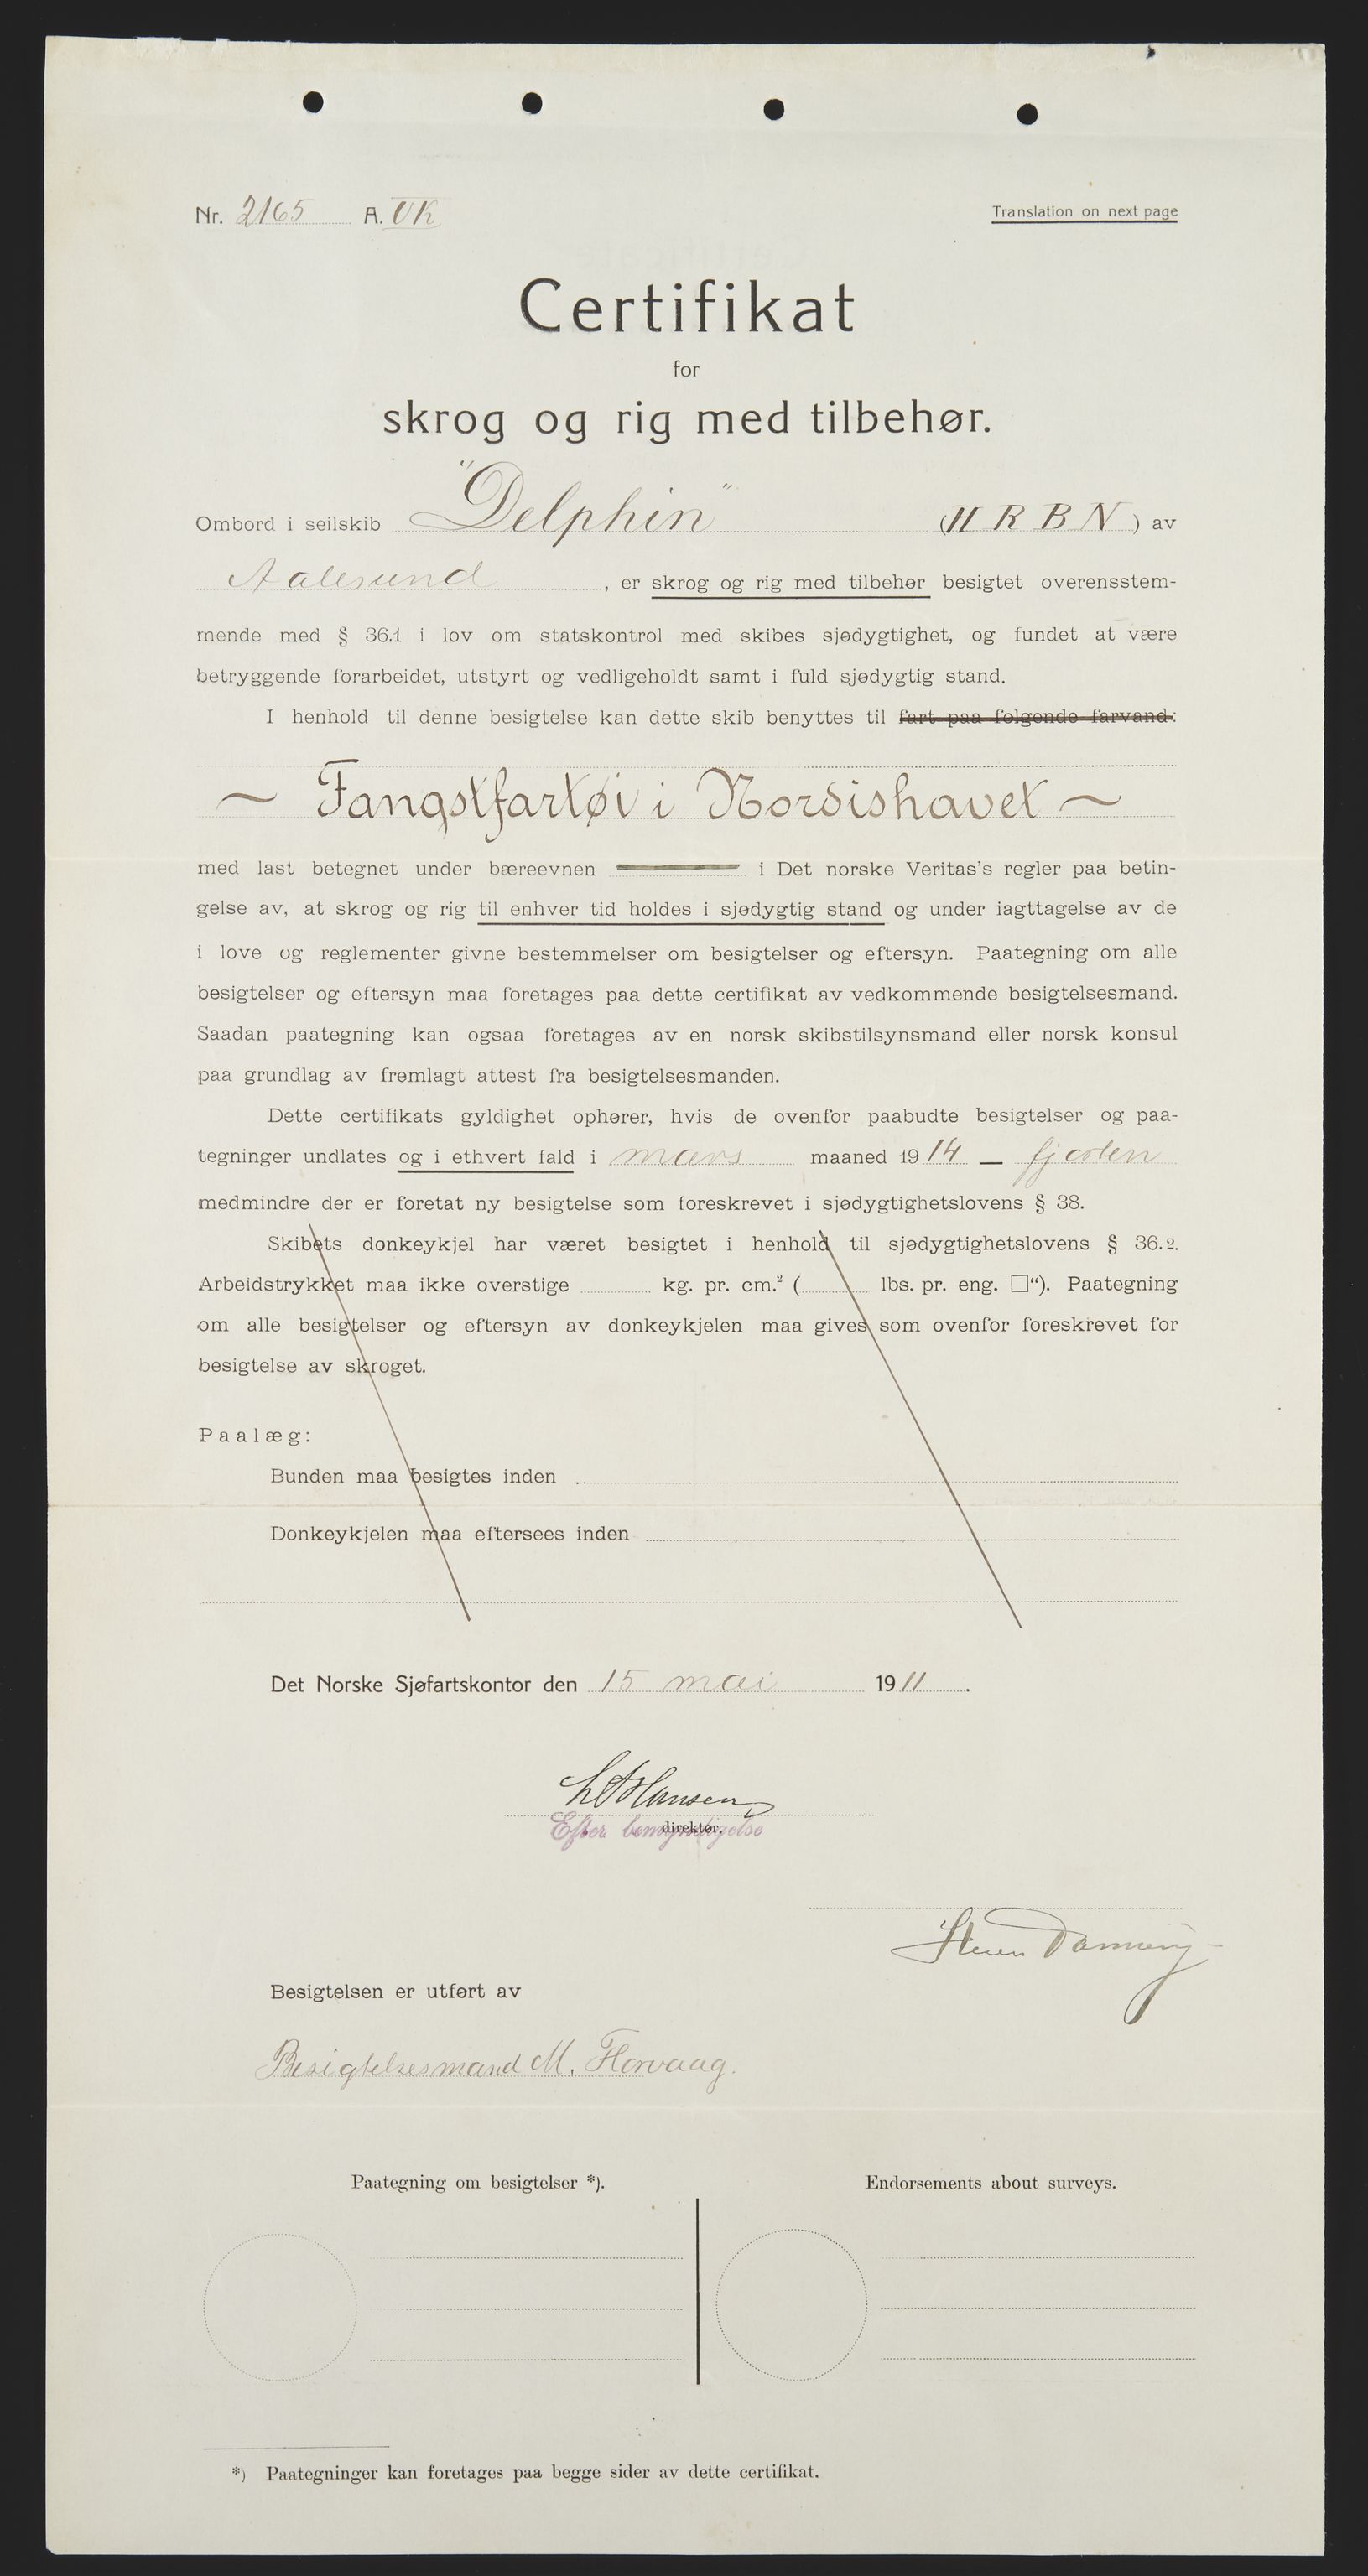 Nr. 2165 A. VK
Translation on next page
Certifikat
for
skrog og rig med tilbehør.
Ombord i seilskib "Delphin" (H R B N) av
Aalesund, er skrog og rig med tilbehør besigtet overensstem-
mende med § 36.1 i lov om statskontrol med skibes sjødygtighet, og fundet at være
betryggende forarbeidet, utstyrt og vedligeholdt samt i fuld sjødygtig stand.
I henhold til denne besigtelse kan dette skib benyttes til fart paa følgende farvand:
~ Fangstfartøi i Nordishavet ~
med last betegnet under bæreevnen i Det norske Veritas's regler paa betin-
gelse av, at skrog og rig til enhver tid holdes i sjødygtig stand og under iagttagelse av de
i love og reglementer givne bestemmelser om besigtelser og eftersyn. Paategning om alle
besigtelser og eftersyn maa foretages paa dette certifikat av vedkommende besigtelsesmand.
Saadan paategning kan ogsaa foretages av en norsk skibstilsynsmand eller norsk konsul
paa grundlag av fremlagt attest fra besigtelsesmanden.
Dette certifikats gyldighet ophører, hvis de ovenfor paabudte besigtelser og paa-
tegninger undlates og i ethvert fald i mars maaned 1914 — fjorten
medmindre der er foretat ny besigtelse som foreskrevet i sjødygtighetslovens § 38.
Skibets donkeykjel har været besigtet i henhold til sjødygtighetslovens § 36.2.
Arbeidstrykket maa ikke overstige kg. pr. cm.² ( lbs. pr. eng. □“). Paategning
om alle besigtelser og eftersyn av donkeykjelen maa gives som ovenfor foreskrevet for
besigtelse av skroget.
Paalæg:
Bunden maa besigtes inden
Donkeykjelen maa eftersees inden
Det Norske Sjøfartskontor den 15 mai 1911.
Hansen
direktør.
Efter bemyndigelse
Besigtelsen er utført av
Besigtelsesmand M. Florvaag.
Paategning om besigtelser *).
Endorsements about surveys.
*) Paategninger kan foretages paa begge sider av dette certifikat.